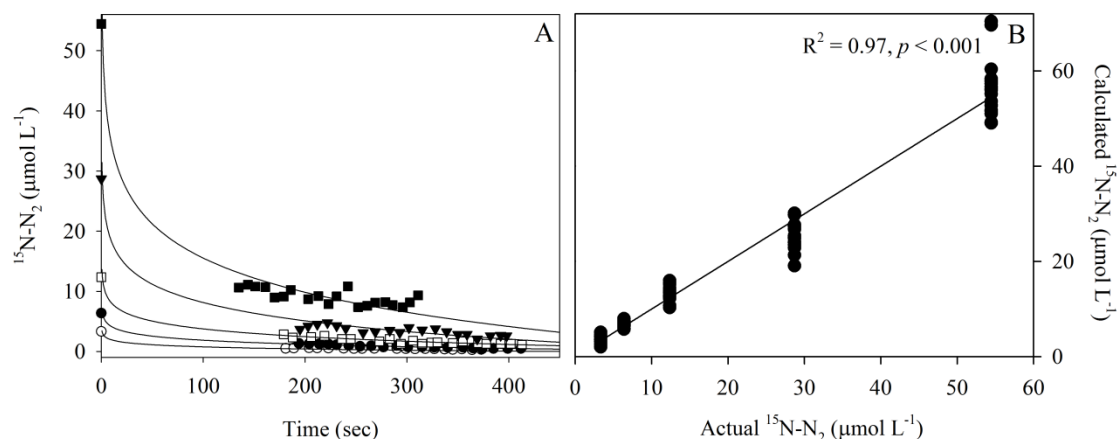 A
50
40
30
20
10
0
¹⁵N-N₂ (μmol L⁻¹)
0 100 200 300 400
Time (sec)
B
R² = 0.97, p < 0.001
60
40
20
0
Calculated ¹⁵N-N₂ (μmol L⁻¹)
0 10 20 30 40 50 60
Actual ¹⁵N-N₂ (μmol L⁻¹)